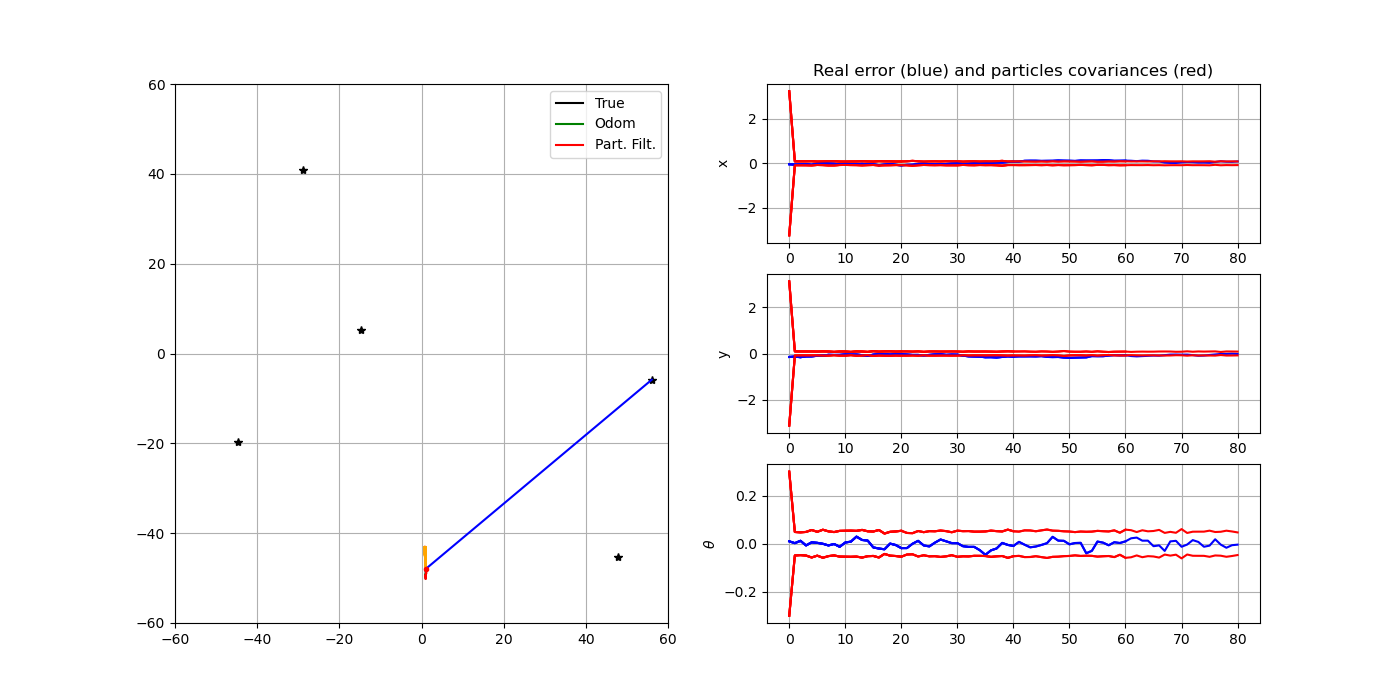 60
40
20
0
−20
−40
−60
−60 −40 −20 0 20 40 60
True
Odom
Part. Filt.
Real error (blue) and particles covariances (red)
x
2
0
−2
0 10 20 30 40 50 60 70 80
y
2
0
−2
0 10 20 30 40 50 60 70 80
θ
0.2
0.0
−0.2
0 10 20 30 40 50 60 70 80